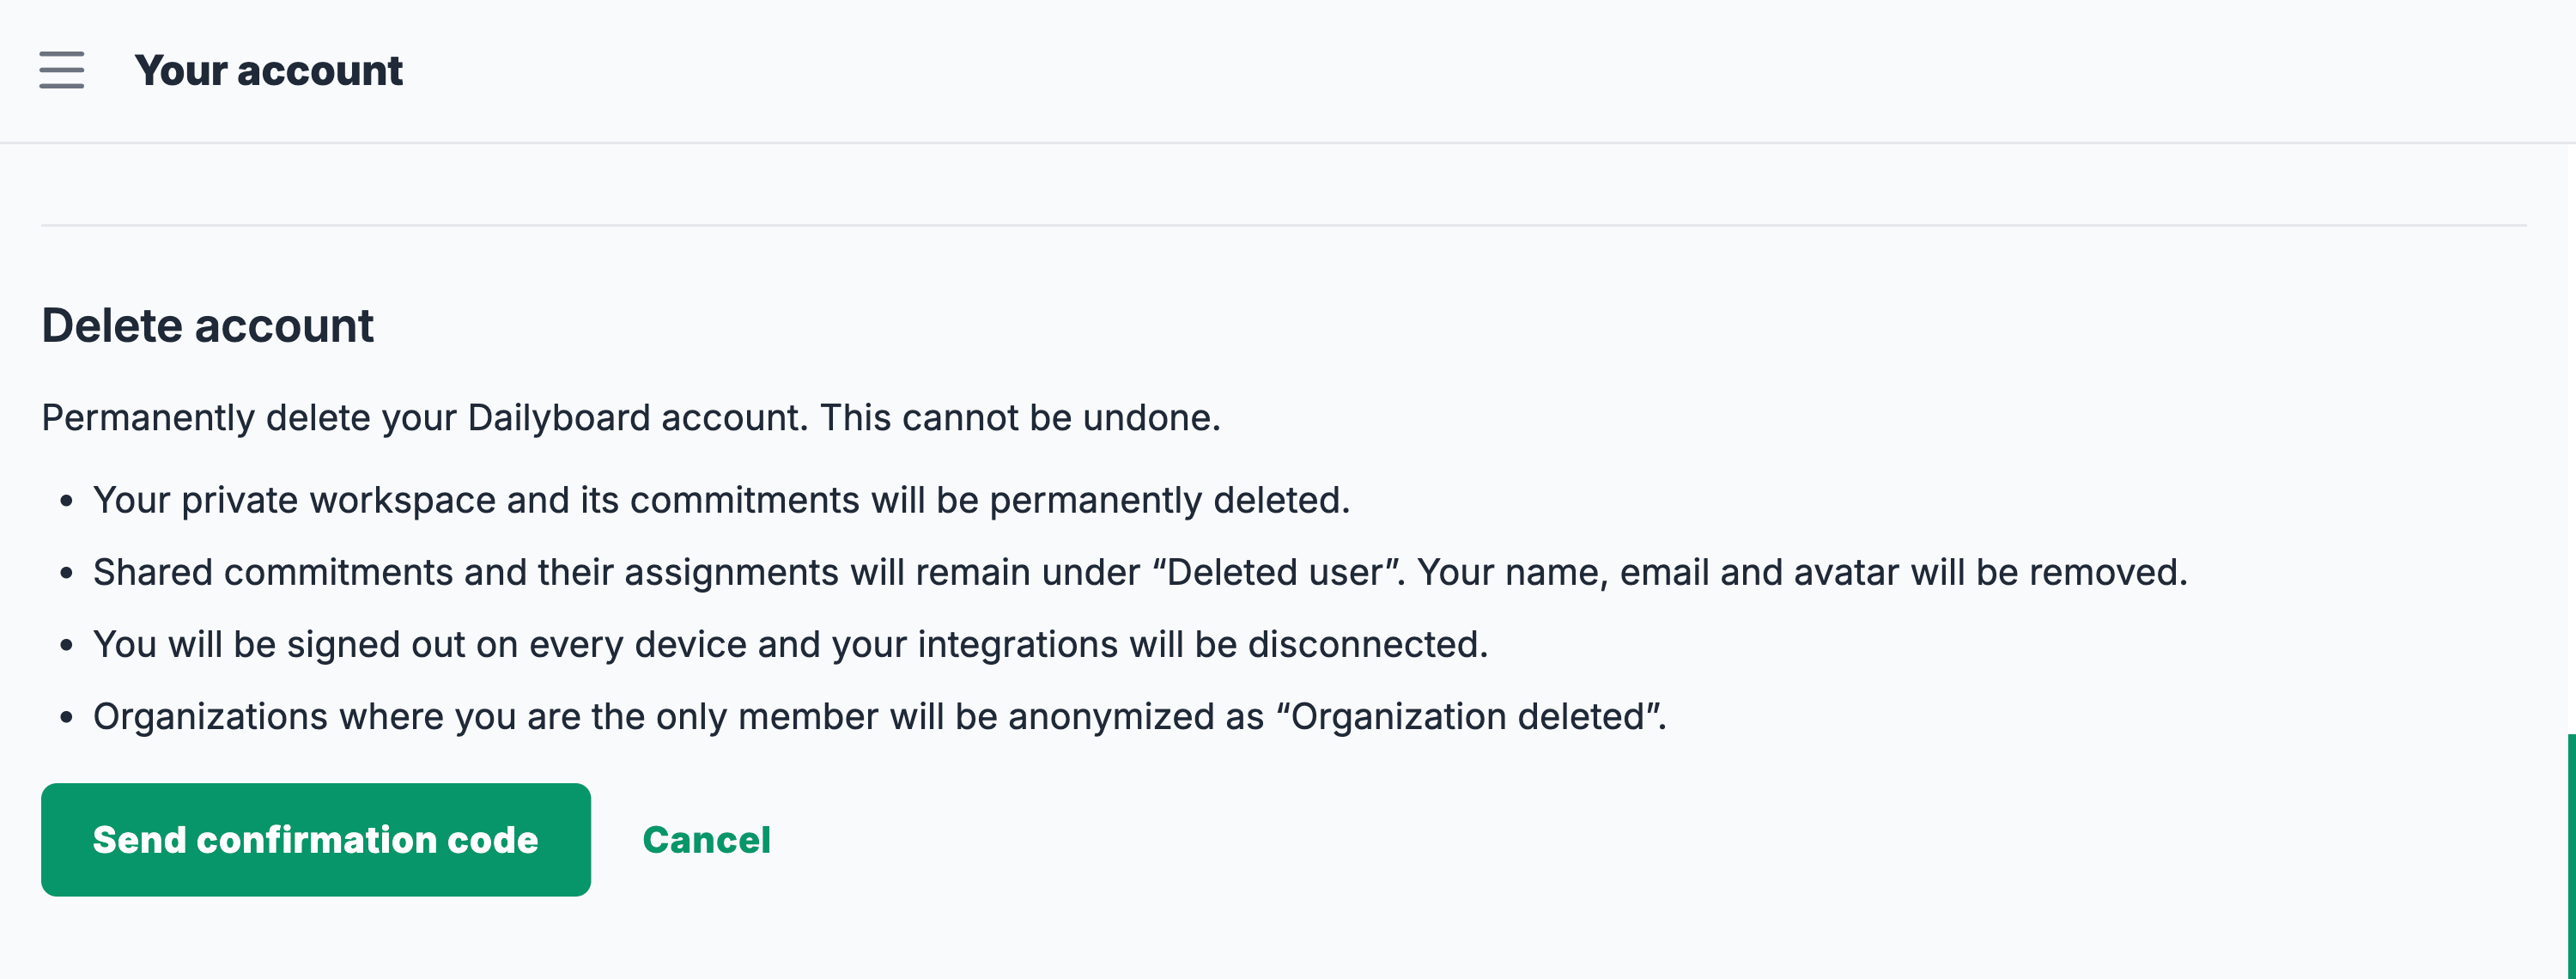 Your account
Delete account
Permanently delete your Dailyboard account. This cannot be undone.
• Your private workspace and its commitments will be permanently deleted.
• Shared commitments and their assignments will remain under “Deleted user”. Your name, email and avatar will be removed.
• You will be signed out on every device and your integrations will be disconnected.
• Organizations where you are the only member will be anonymized as “Organization deleted”.
Send confirmation code Cancel